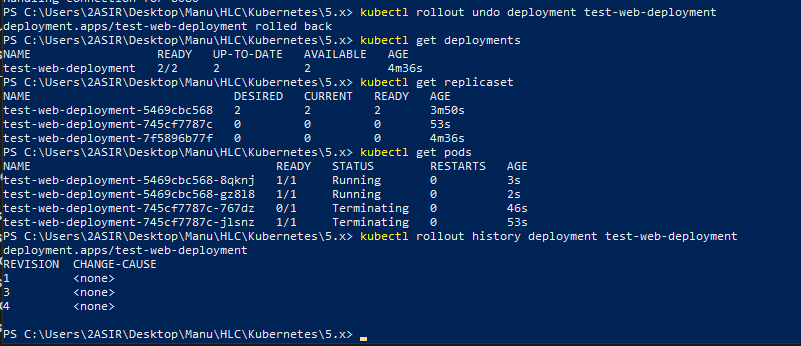 PS C:\Users\2ASIR\Desktop\Manu\HLC\Kubernetes\5.x> kubectl rollout undo deployment test-web-deployment
deployment.apps/test-web-deployment rolled back
PS C:\Users\2ASIR\Desktop\Manu\HLC\Kubernetes\5.x> kubectl get deployments
NAME                  READY   UP-TO-DATE   AVAILABLE   AGE
test-web-deployment   2/2     2            2           4m36s
PS C:\Users\2ASIR\Desktop\Manu\HLC\Kubernetes\5.x> kubectl get replicaset
NAME                             DESIRED   CURRENT   READY   AGE
test-web-deployment-5469cbc568   2         2         2       3m50s
test-web-deployment-745cf7787c   0         0         0       53s
test-web-deployment-7f5896b77f   0         0         0       4m36s
PS C:\Users\2ASIR\Desktop\Manu\HLC\Kubernetes\5.x> kubectl get pods
NAME                                   READY   STATUS        RESTARTS   AGE
test-web-deployment-5469cbc568-8qknj   1/1     Running       0          3s
test-web-deployment-5469cbc568-gz8l8   1/1     Running       0          2s
test-web-deployment-745cf7787c-767dz   0/1     Terminating   0          46s
test-web-deployment-745cf7787c-jlsnz   1/1     Terminating   0          53s
PS C:\Users\2ASIR\Desktop\Manu\HLC\Kubernetes\5.x> kubectl rollout history deployment test-web-deployment
deployment.apps/test-web-deployment
REVISION  CHANGE-CAUSE
1         <none>
3         <none>
4         <none>
PS C:\Users\2ASIR\Desktop\Manu\HLC\Kubernetes\5.x>